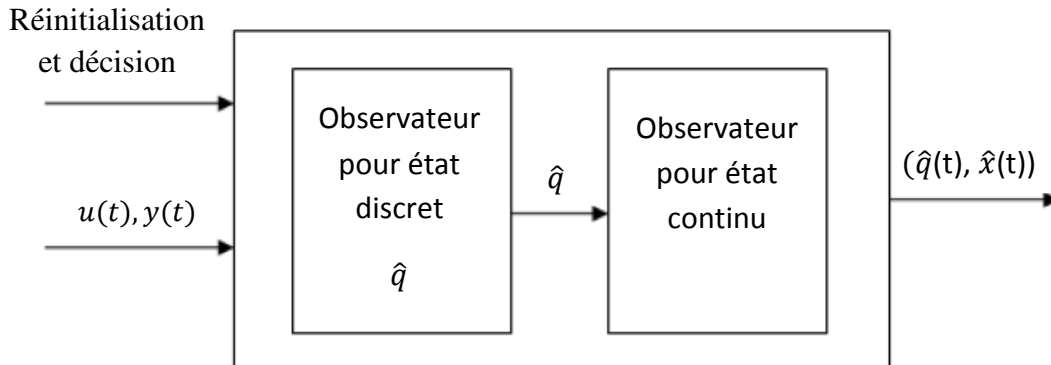 Réinitialisation
et décision
u(t), y(t)
Observateur
pour état
discret
q̂
q̂
Observateur
pour état
continu
(q̂(t), x̂(t))